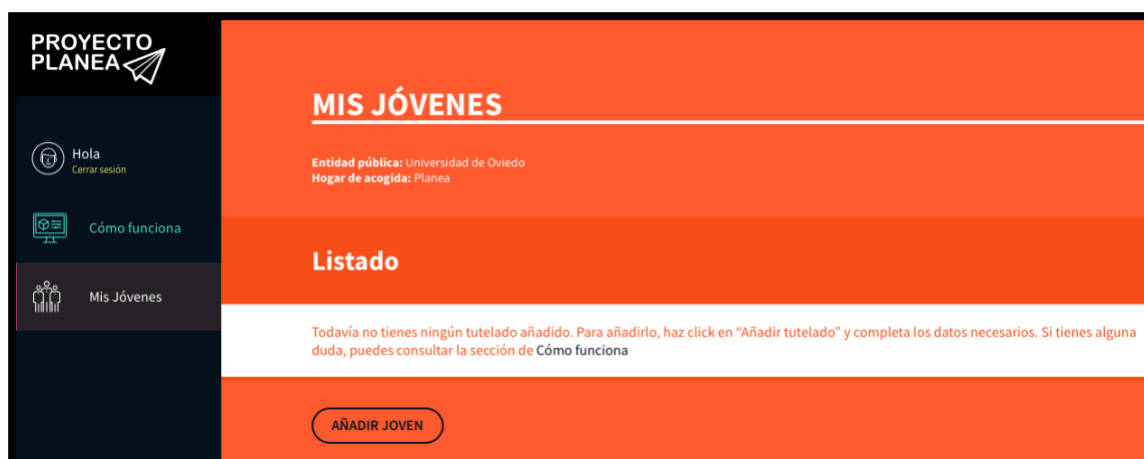 PROYECTO
PLANEA
Hola
Cerrar sesión
Cómo funciona
Mis Jóvenes
MIS JÓVENES
Entidad pública: Universidad de Oviedo
Hogar de acogida: Planea
Listado
Todavía no tienes ningún tutelado añadido. Para añadirlo, haz click en “Añadir tutelado” y completa los datos necesarios. Si tienes alguna
duda, puedes consultar la sección de Cómo funciona
AÑADIR JOVEN